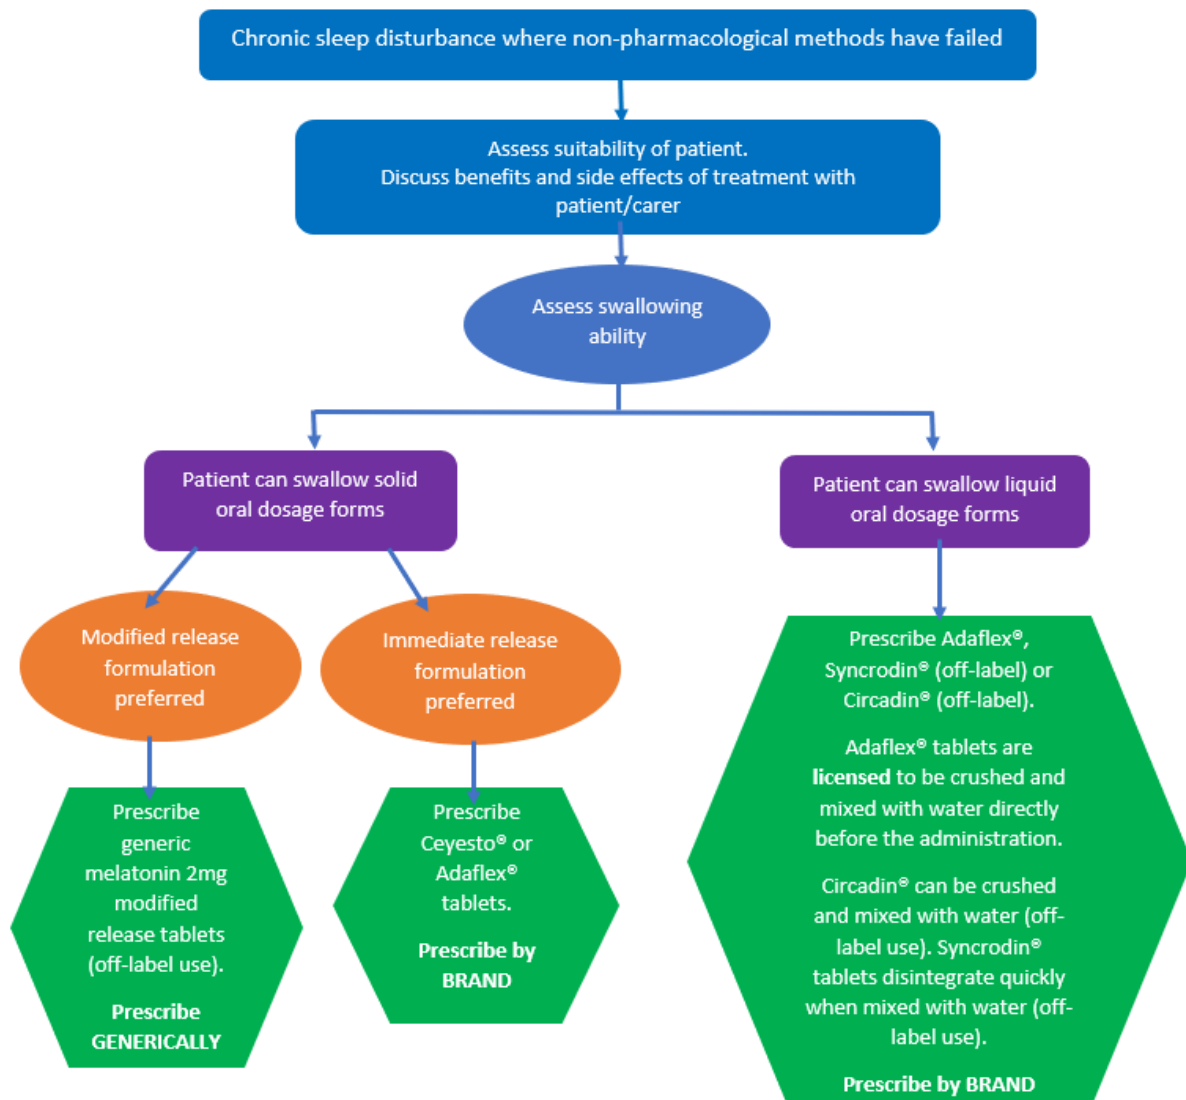 Chronic sleep disturbance where non-pharmacological methods have failed
Assess suitability of patient.
Discuss benefits and side effects of treatment with
patient/carer
Assess swallowing
ability
Patient can swallow solid
oral dosage forms
Patient can swallow liquid
oral dosage forms
Modified release
formulation
preferred
Immediate release
formulation
preferred
Prescribe
generic
melatonin 2mg
modified
release tablets
(off-label use).
Prescribe
GENERICALLY
Prescribe
Ceyesto® or
Adaflex®
tablets.
Prescribe by
BRAND
Prescribe Adaflex®,
Syncrodin® (off-label) or
Circadin® (off-label).
Adaflex® tablets are
licensed to be crushed and
mixed with water directly
before the administration.
Circadin® can be crushed
and mixed with water (off-
label use). Syncrodin®
tablets disintegrate quickly
when mixed with water (off-
label use).
Prescribe by BRAND